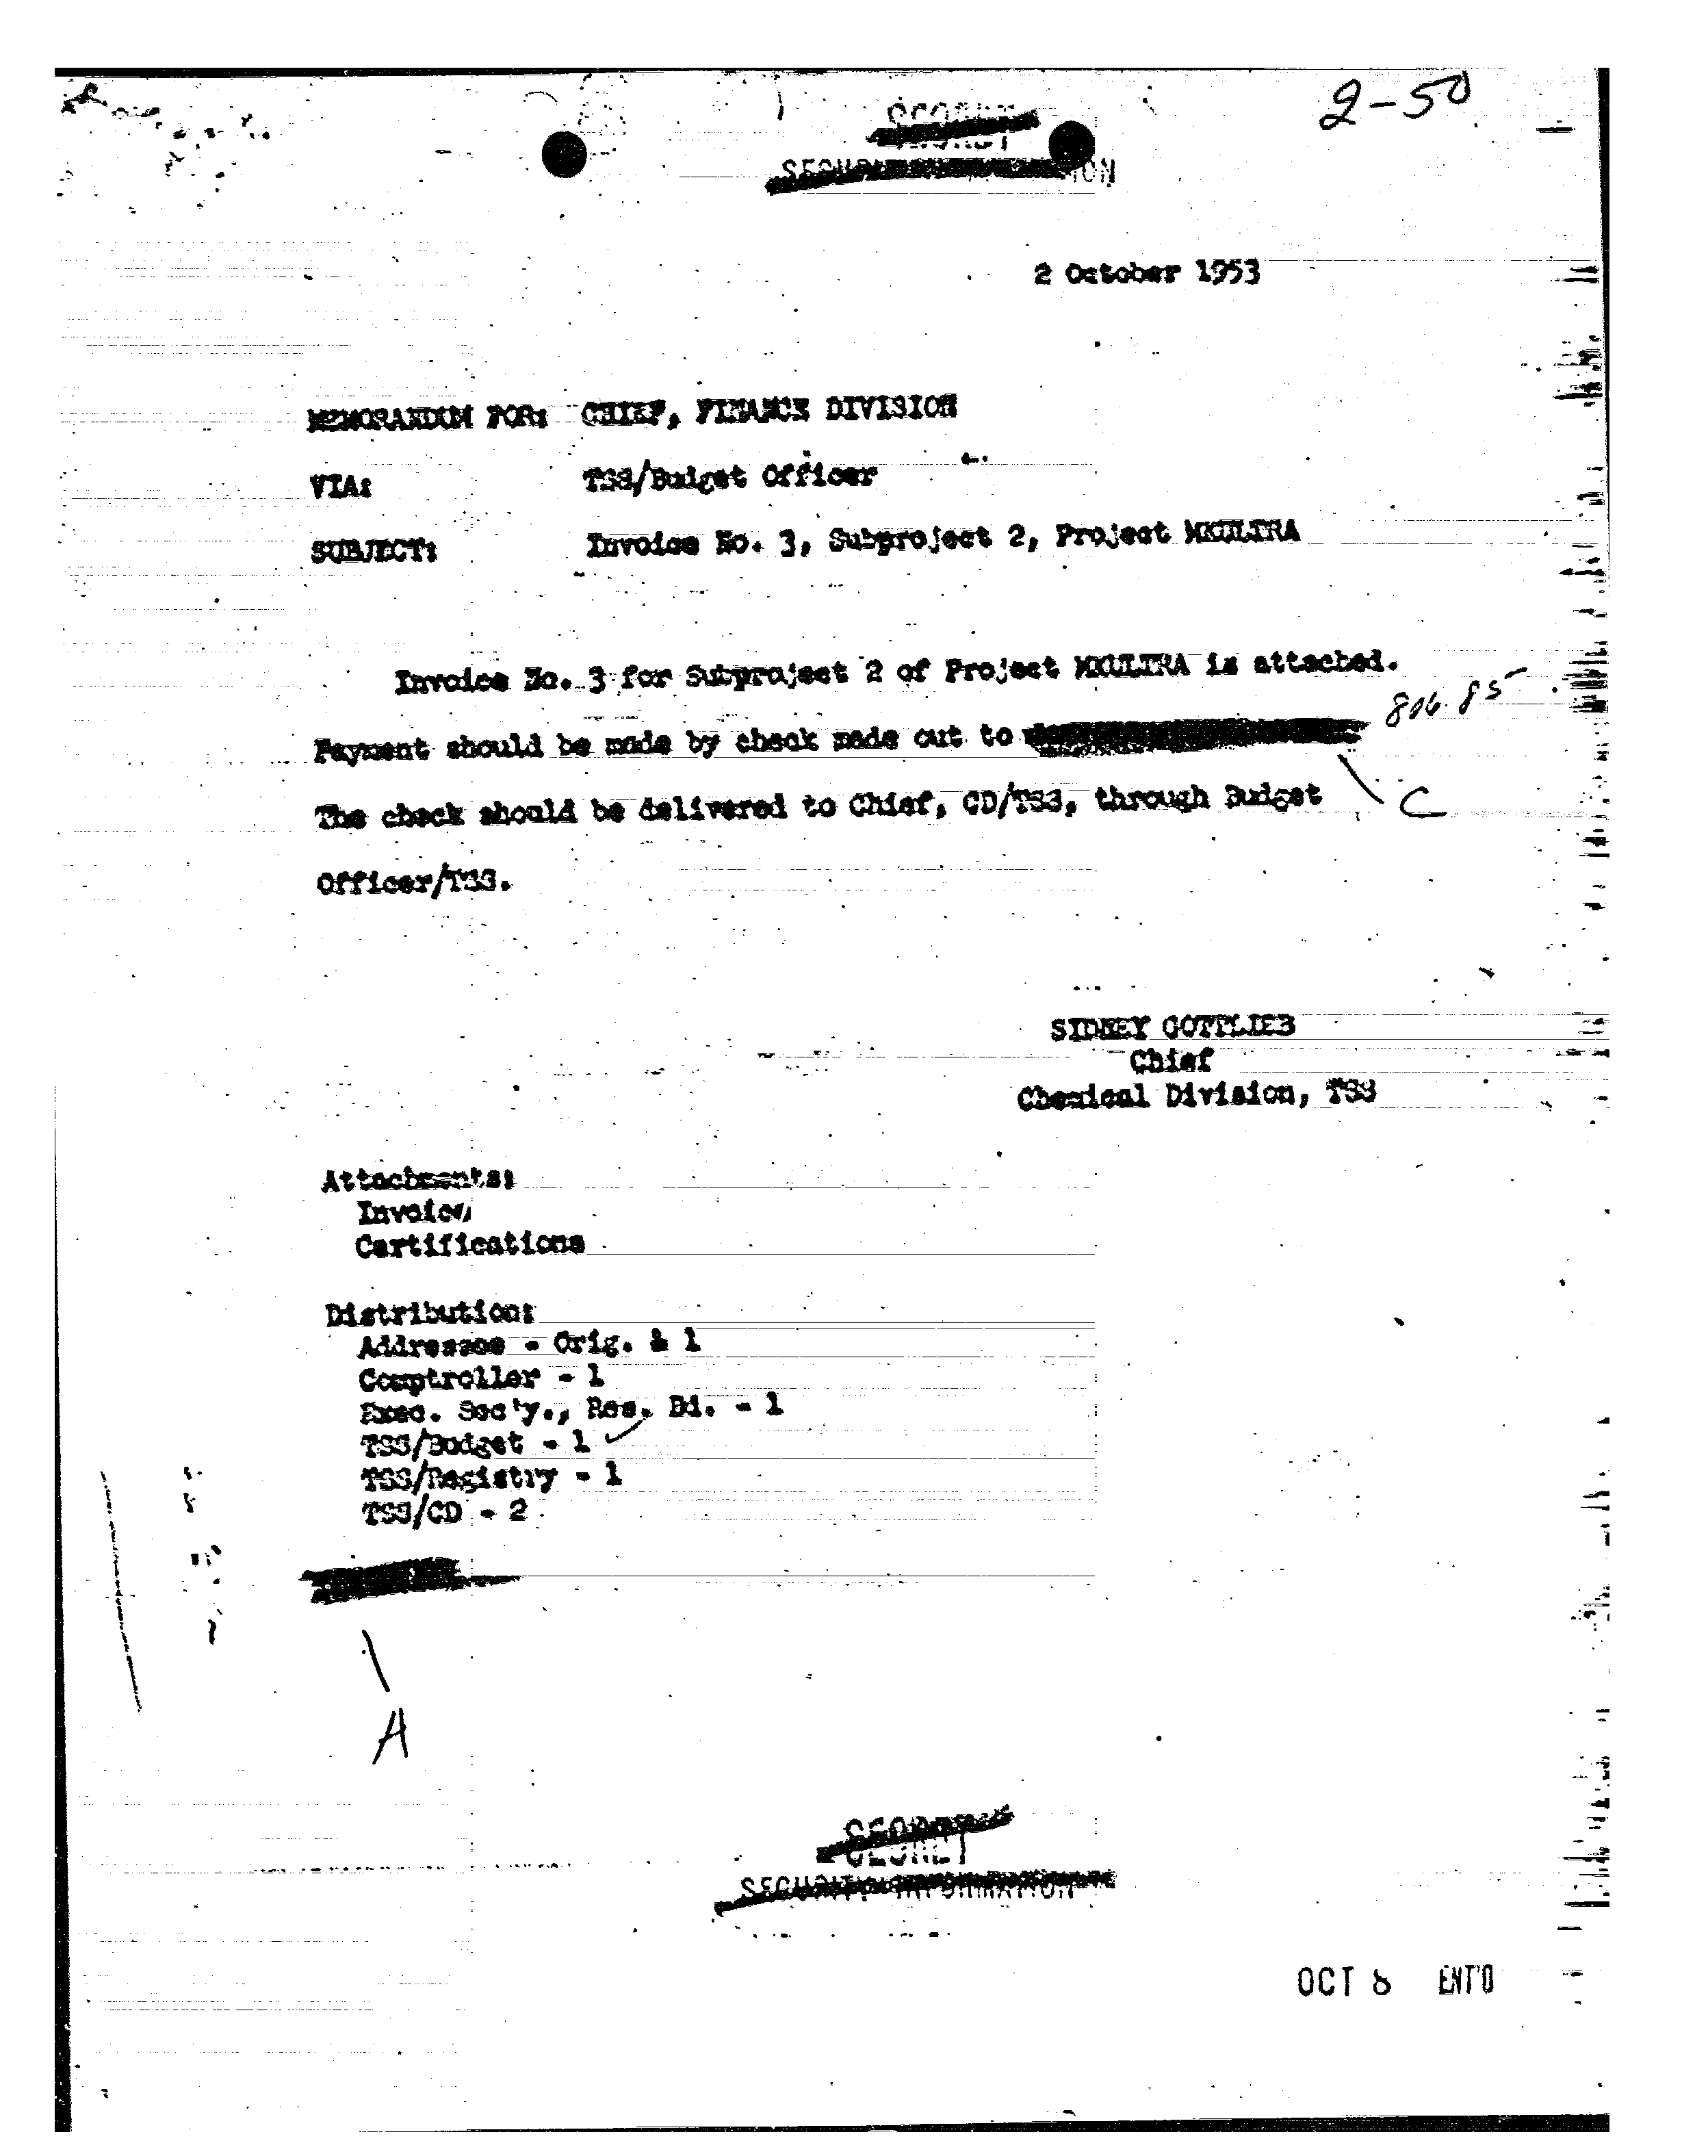 2-50
SECRET
2 October 1953
MEMORANDUM FOR: CHIEF, FINANCE DIVISION
VIA: TSS/Budget Officer
SUBJECT: Invoice No. 3, Subproject 2, Project MKULTRA
Invoice No. 3 for Subproject 2 of Project MKULTRA is attached.
806.85
Payment should be made by check made out to
The check should be delivered to Chief, CD/TSS, through Budget
C
Officer/TSS.
SIDNEY GOTTLIEB
Chief
Chemical Division, TSS
Attachments:
Invoice
Certifications
Distribution:
Addressee - Orig. & 1
Comptroller - 1
Exec. Sec'y., Res. Bd. - 1
TSS/Budget - 1
TSS/Registry - 1
TSS/CD - 2
A
SECRET
SECURITY INFORMATION
OCT 8 ENT'D